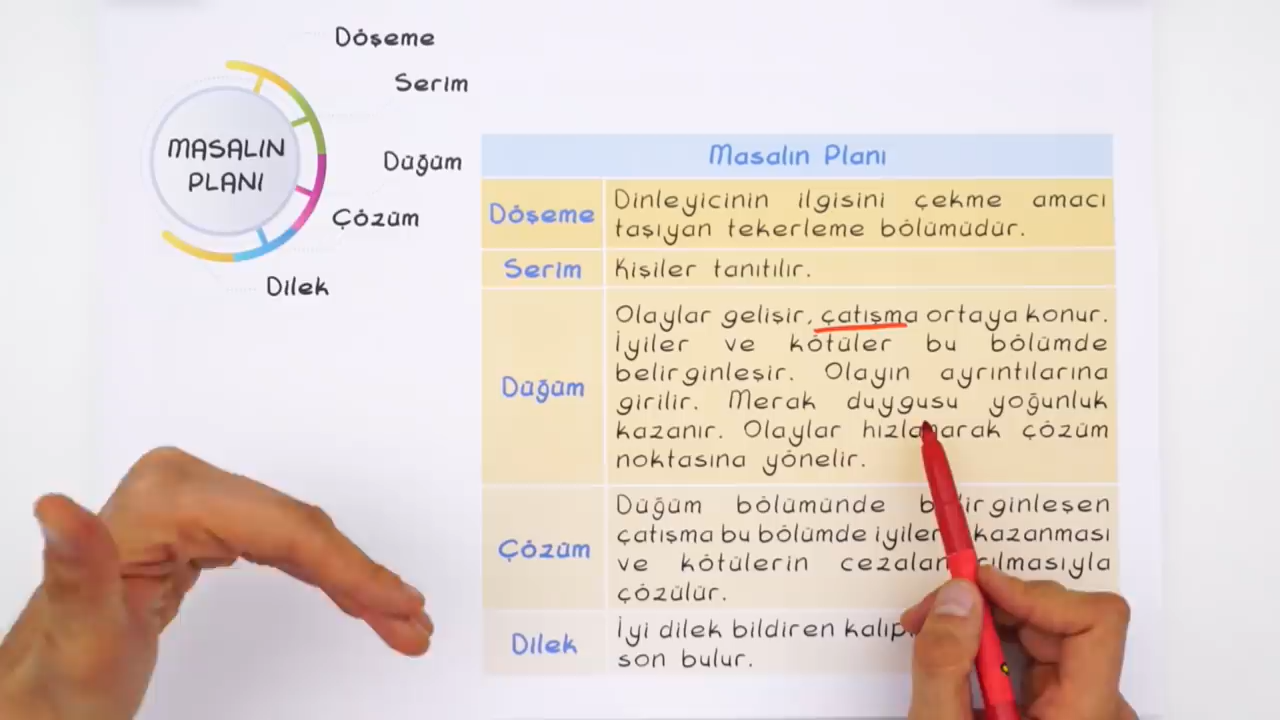 Döşeme
Serim
MASALIN
PLANI
Düğüm
Çözüm
Dilek
Masalın Planı
Döşeme
Dinleyicinin ilgisini çekme amacı
taşıyan tekerleme bölümüdür.
Serim
Kişiler tanıtılır.
Düğüm
Olaylar gelişir, çatışma ortaya konur.
İyiler ve kötüler bu bölümde
belirginleşir. Olayın ayrıntılarına
girilir. Merak duygusu yoğunluk
kazanır. Olaylar hızlanarak çözüm
noktasına yönelir.
Çözüm
Düğüm bölümünde belirginleşen
çatışma bu bölümde iyiler kazanması
ve kötülerin cezalandırılmasıyla
çözülür.
Dilek
İyi dilek bildiren
son bulur.